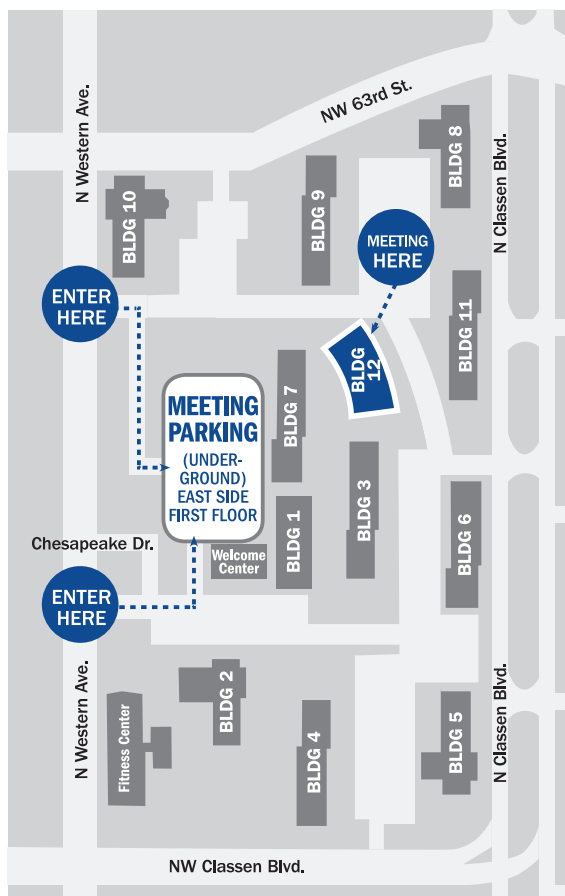 NW 63rd St.
N Western Ave.
N Classen Blvd.
BLDG 8
BLDG 9
BLDG 10
MEETING
HERE
ENTER
HERE
BLDG 11
BLDG
12
BLDG 7
MEETING
PARKING
(UNDER-
GROUND)
EAST SIDE
FIRST FLOOR
BLDG 3
BLDG 1
BLDG 6
Chesapeake Dr.
Welcome
Center
ENTER
HERE
N Western Ave.
BLDG 2
N Classen Blvd.
Fitness Center
BLDG 4
BLDG 5
NW Classen Blvd.